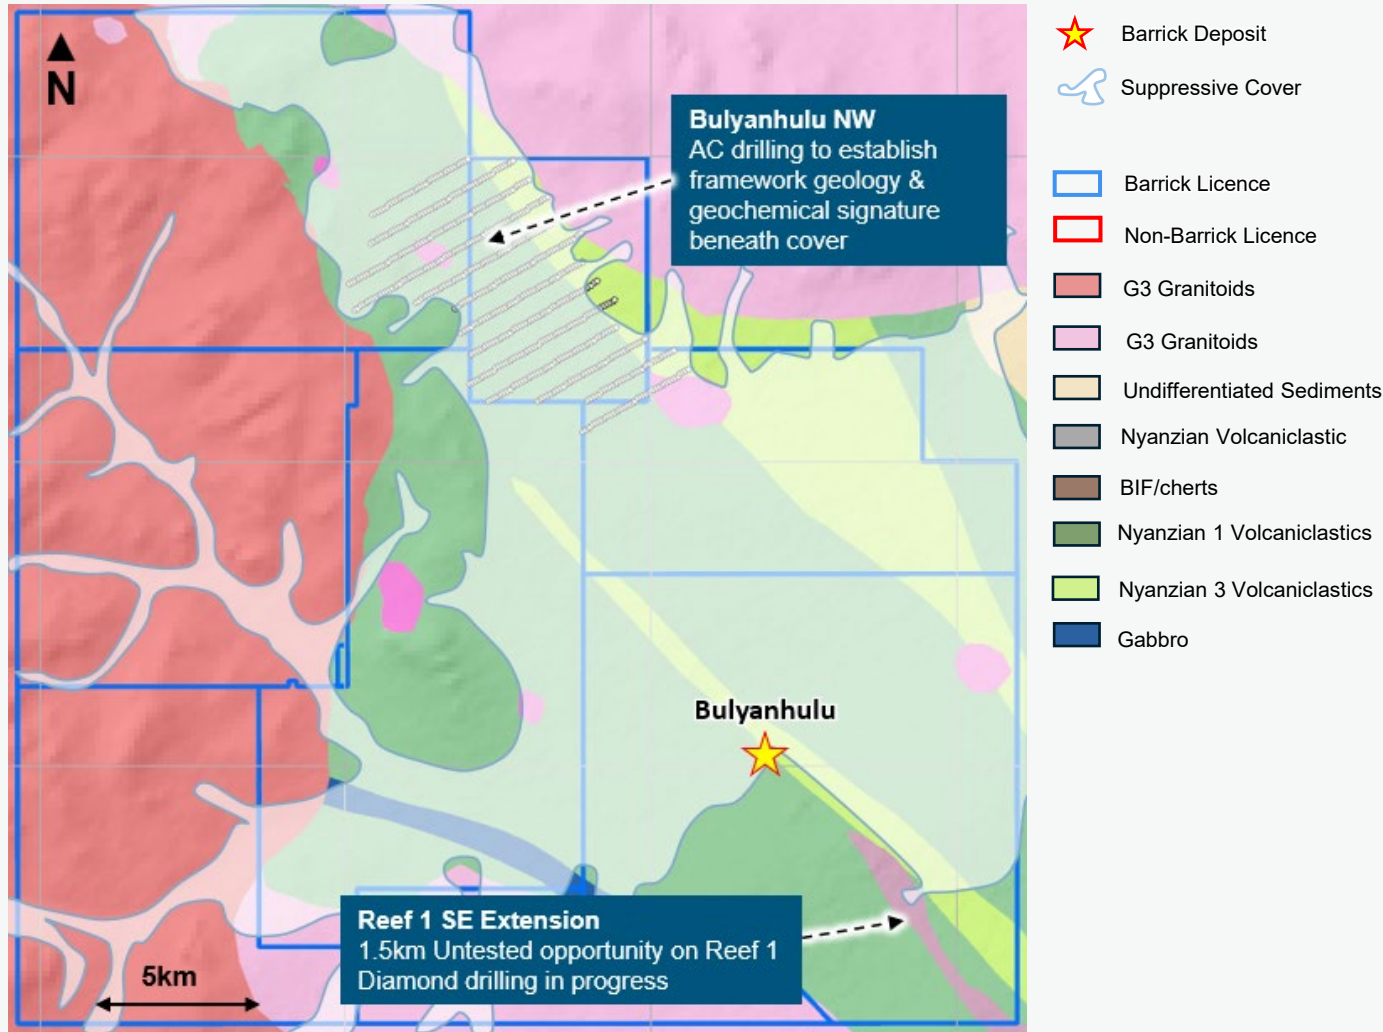 N
Bulyanhulu NW
AC drilling to establish
framework geology &
geochemical signature
beneath cover
Bulyanhulu
Reef 1 SE Extension
1.5km Untested opportunity on Reef 1
Diamond drilling in progress
5km
Barrick Deposit
Suppressive Cover
Barrick Licence
Non-Barrick Licence
G3 Granitoids
G3 Granitoids
Undifferentiated Sediments
Nyanzian Volcaniclastic
BIF/cherts
Nyanzian 1 Volcaniclastics
Nyanzian 3 Volcaniclastics
Gabbro